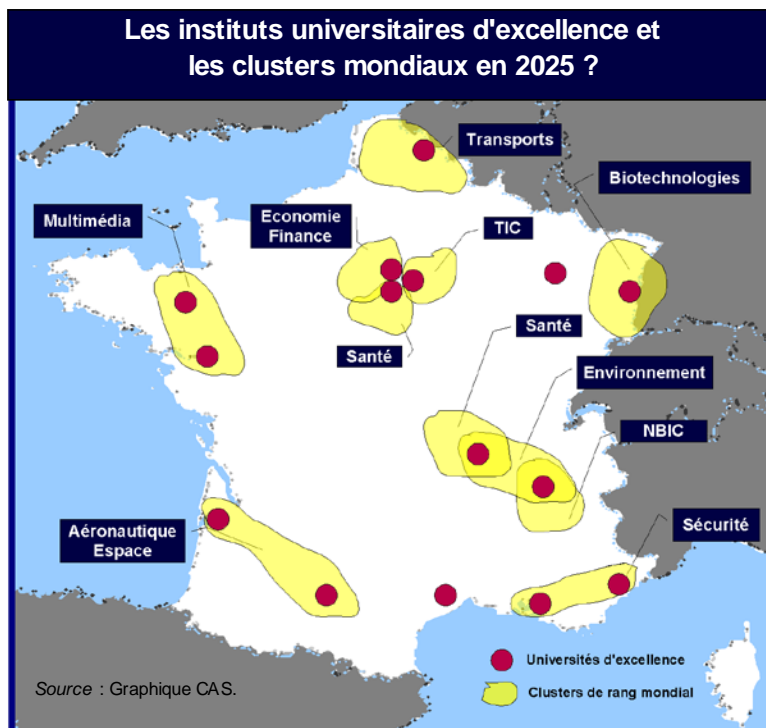 Les instituts universitaires d'excellence et
les clusters mondiaux en 2025 ?
Transports
Biotechnologies
Multimédia
Economie
Finance
TIC
Santé
Santé
Environnement
NBIC
Aéronautique
Espace
Sécurité
Universités d'excellence
Clusters de rang mondial
Source : Graphique CAS.